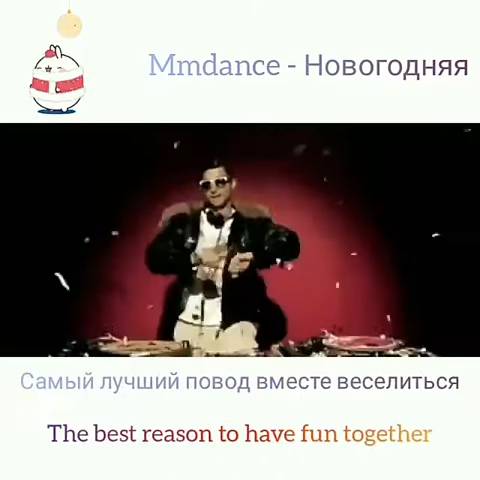 Mmdance - Новогодняя
Самый лучший повод вместе веселиться
The best reason to have fun together